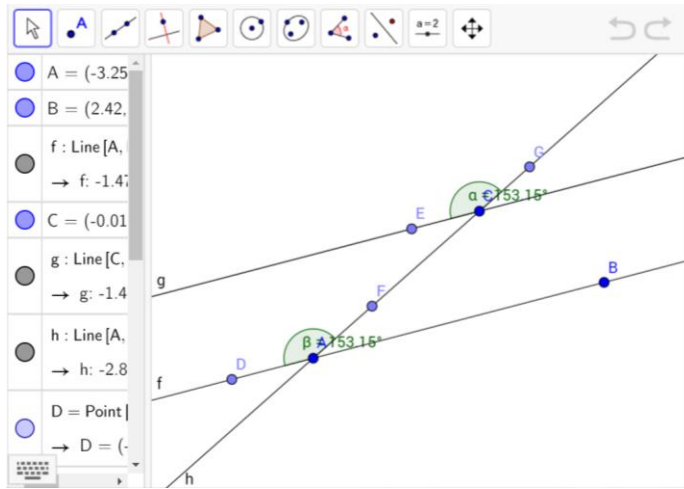 A
a=2
A = (-3.25
B = (2.42,
f : Line[A,
→ f: -1.47
C = (-0.01
g : Line[C,
→ g: -1.4
h : Line[A,
→ h: -2.8
D = Point[
→ D = (-
G
α = 153.15°
C
E
g
B
F
β = 153.15°
A
D
f
h